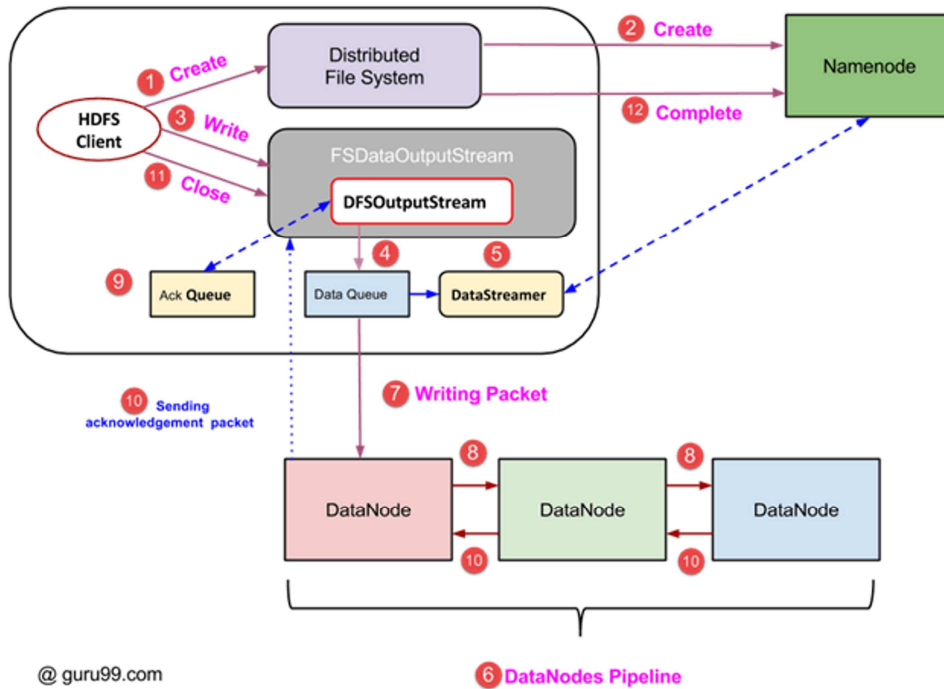 2 Create
Distributed
File System
Namenode
1 Create
12 Complete
HDFS
Client
3 Write
FSDataOutputStream
11 Close
DFSOutputStream
4
5
9
Ack Queue
Data Queue
DataStreamer
7 Writing Packet
10 Sending
acknowledgement packet
8
8
DataNode
DataNode
DataNode
10
10
@ guru99.com
6 DataNodes Pipeline